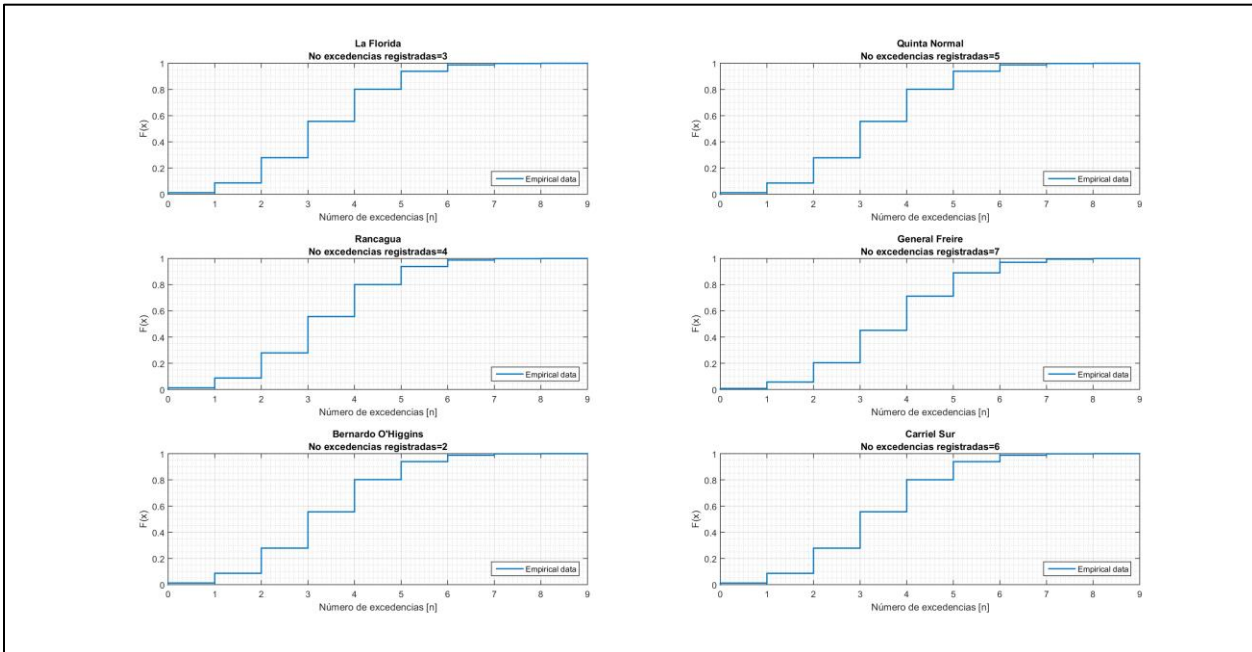 La Florida
No excedencias registradas=3
1
0.8
0.6
0.4
0.2
0
F(x)
Empirical data
0 1 2 3 4 5 6 7 8 9
Número de excedencias [n]
Quinta Normal
No excedencias registradas=5
1
0.8
0.6
0.4
0.2
0
F(x)
Empirical data
0 1 2 3 4 5 6 7 8 9
Número de excedencias [n]
Rancagua
No excedencias registradas=4
1
0.8
0.6
0.4
0.2
0
F(x)
Empirical data
0 1 2 3 4 5 6 7 8 9
Número de excedencias [n]
General Freire
No excedencias registradas=7
1
0.8
0.6
0.4
0.2
0
F(x)
Empirical data
0 1 2 3 4 5 6 7 8 9
Número de excedencias [n]
Bernardo O'Higgins
No excedencias registradas=2
1
0.8
0.6
0.4
0.2
0
F(x)
Empirical data
0 1 2 3 4 5 6 7 8 9
Número de excedencias [n]
Carriel Sur
No excedencias registradas=6
1
0.8
0.6
0.4
0.2
0
F(x)
Empirical data
0 1 2 3 4 5 6 7 8 9
Número de excedencias [n]